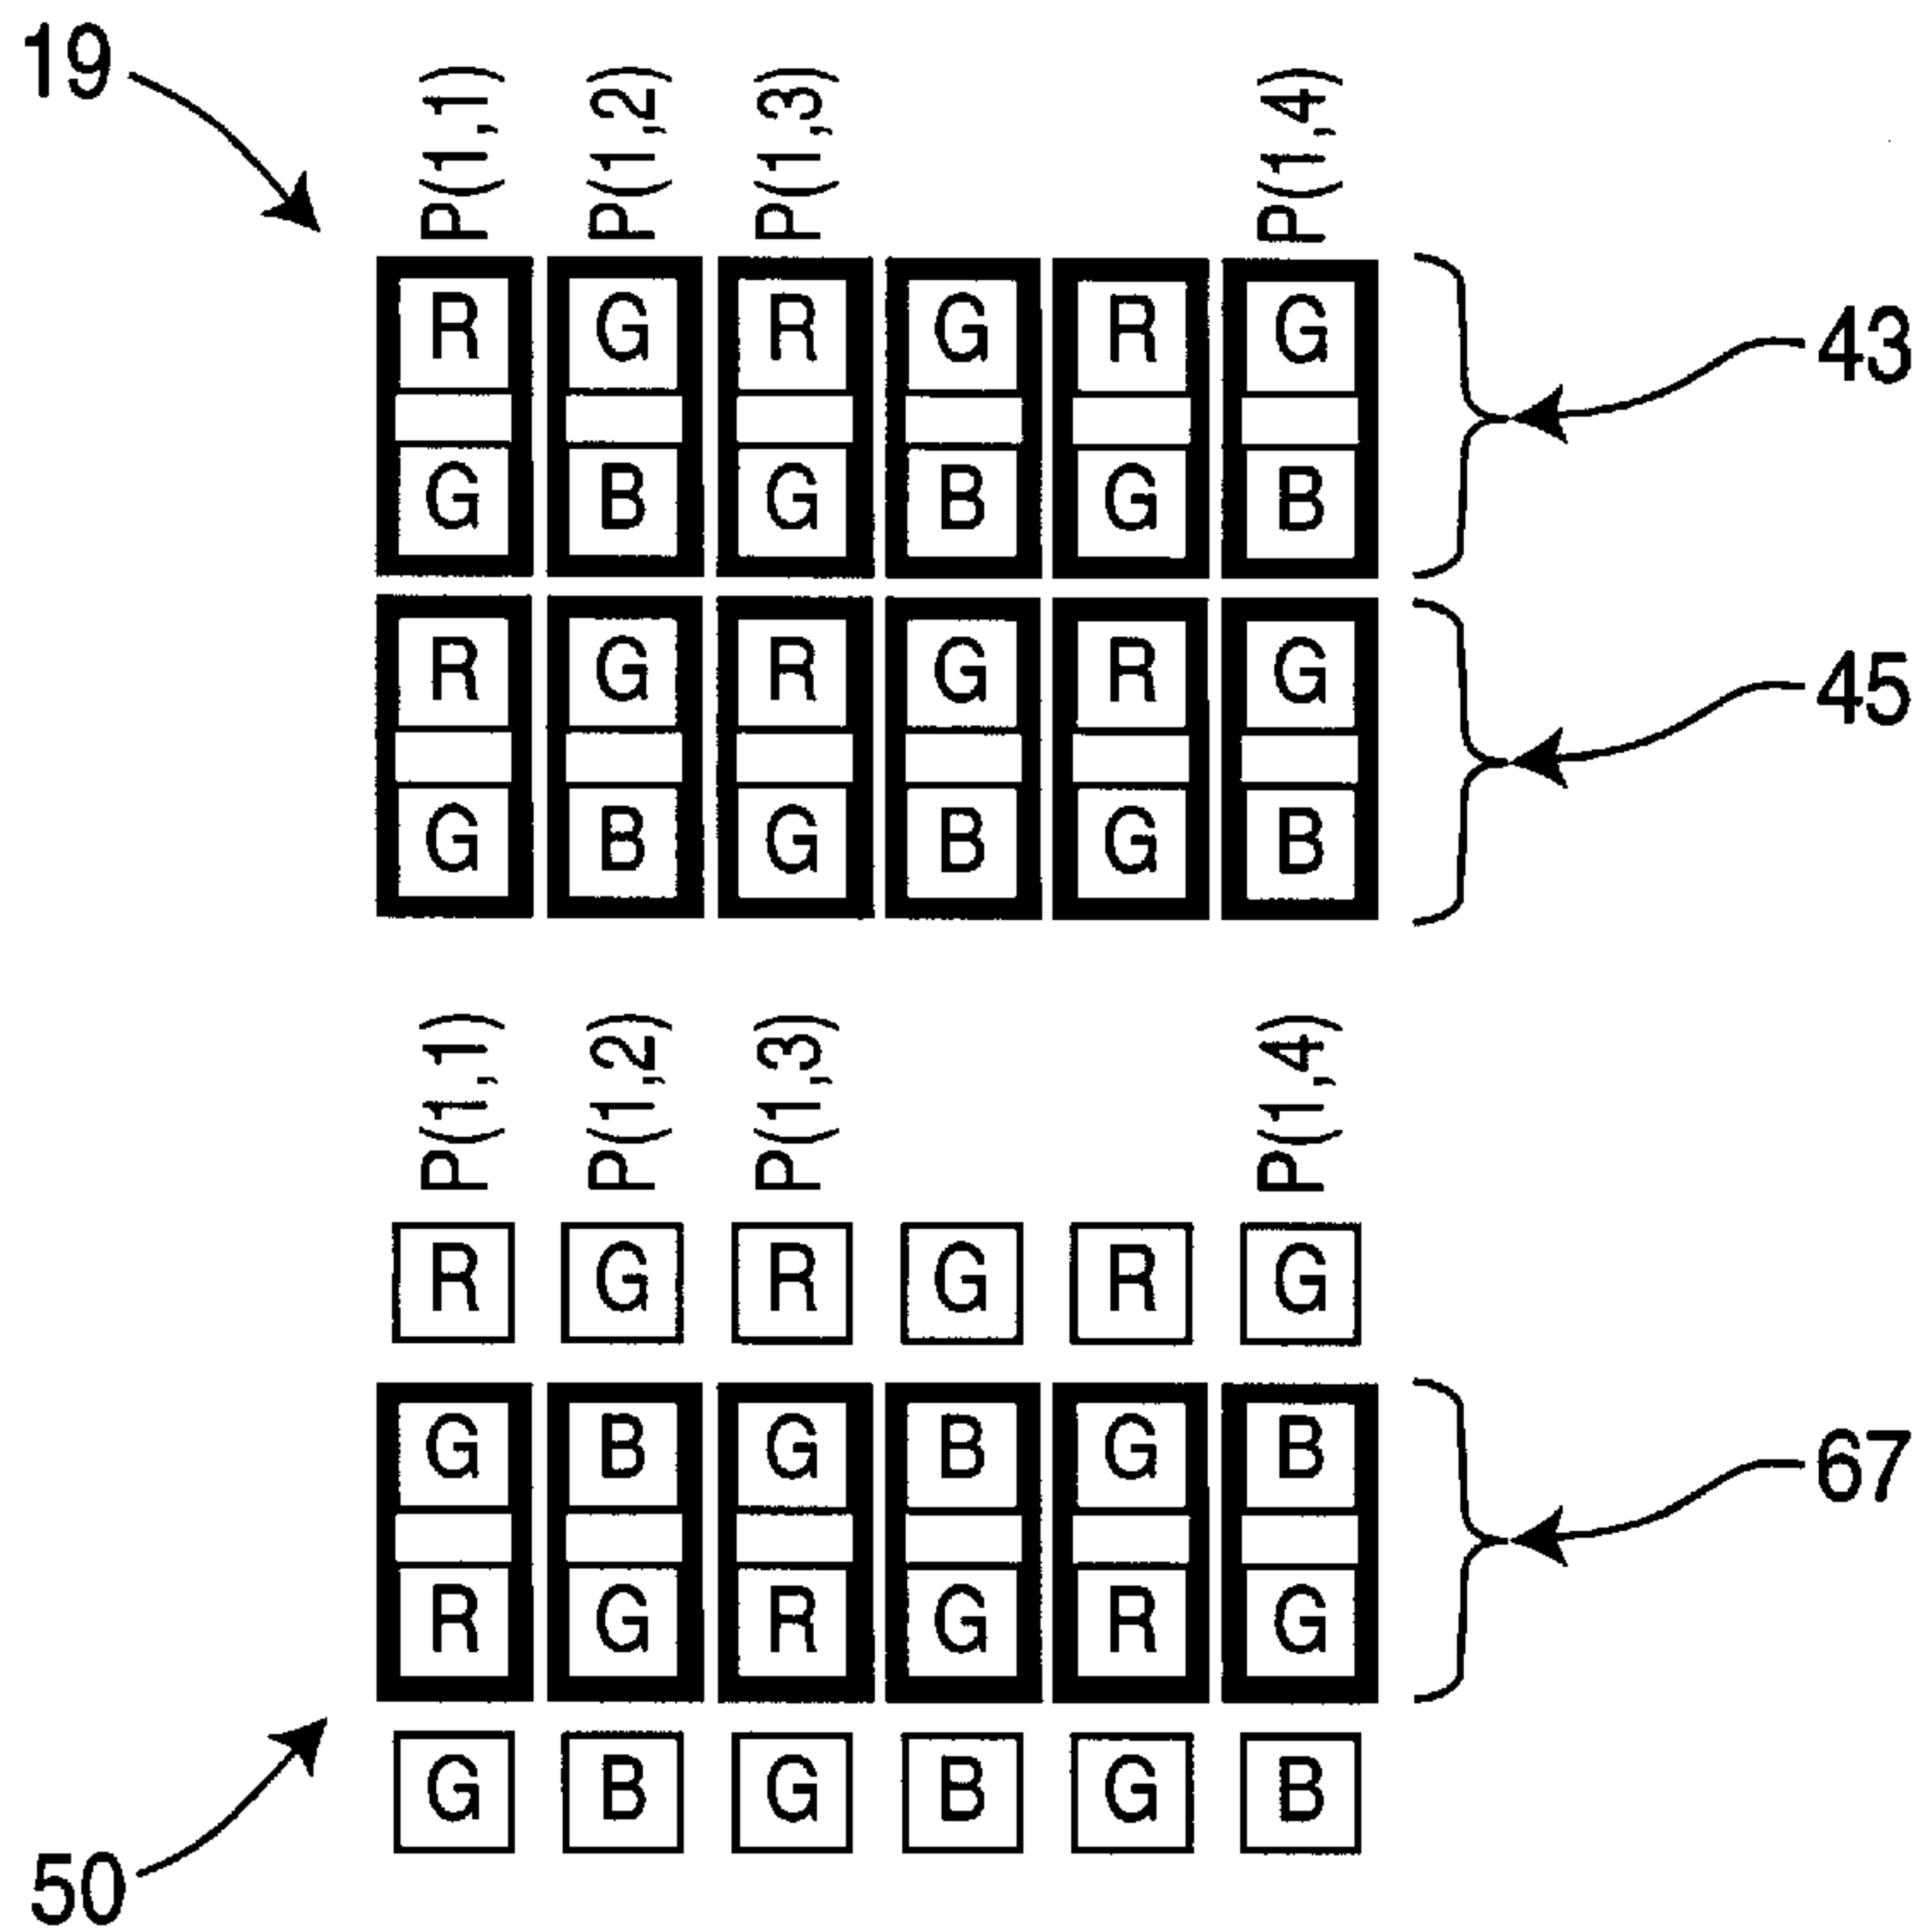 19
P(1,1) P(1,2) P(1,3) P(1,4)
R G R G R G
43
G B G B G B
R G R G R G
45
G B G B G B
P(1,1) P(1,2) P(1,3) P(1,4)
R G R G R G
G B G B G B
67
R G R G R G
G B G B G B
50